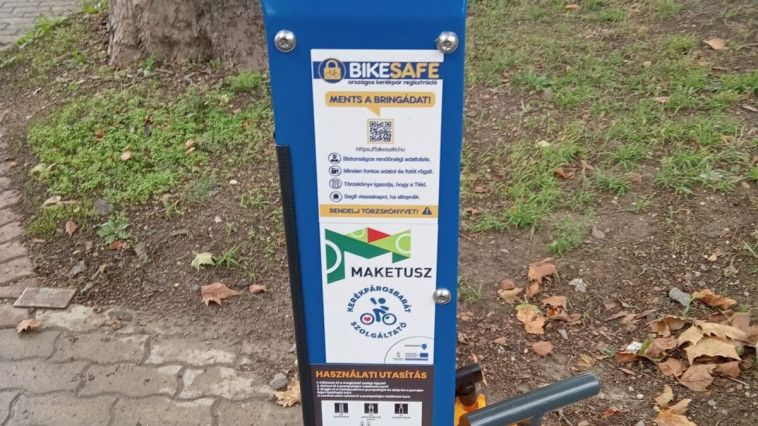 BIKESAFE
országos kerékpár regisztráció
MENTS A BRINGÁDAT!
https://bikesafe.hu
Biztonságos rendőrségi adatbázis.
Minden fontos adatot és fotót rögzít.
Törzskönyv igazolja, hogy a Tiéd.
Segít visszakapni, ha ellopnák.
RENDELJ TÖRZSKÖNYVET!
MAKETUSZ
KERÉKPÁROSBARÁT
SZOLGÁLTATÓ
HASZNÁLATI UTASÍTÁS